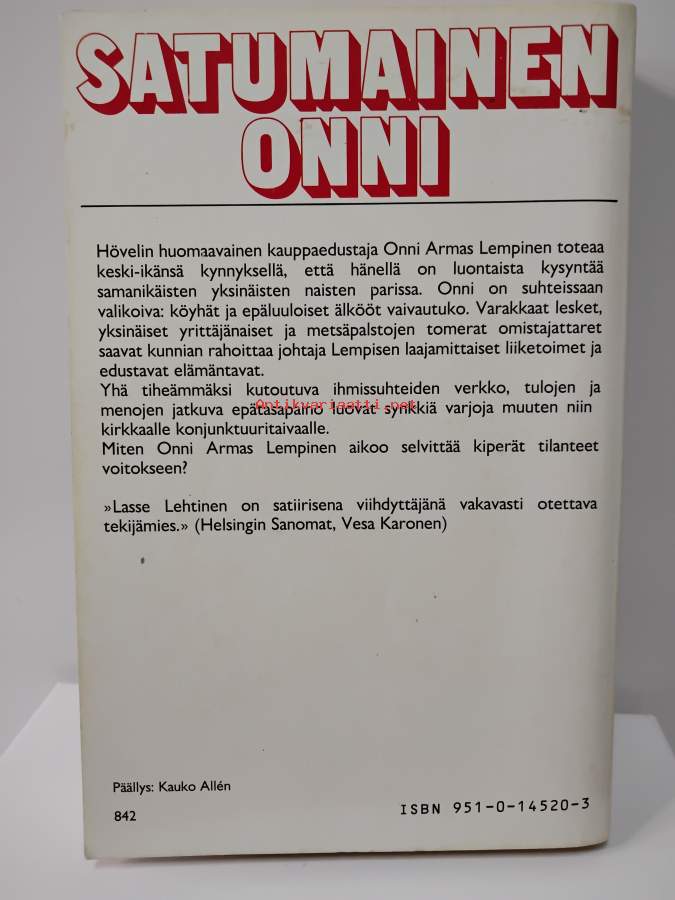 SATUMAINEN
ONNI
Hövelin huomaavainen kauppaedustaja Onni Armas Lempinen toteaa
keski-ikänsä kynnyksellä, että hänellä on luontaista kysyntää
samanikäisten yksinäisten naisten parissa. Onni on suhteissaan
valikoiva: köyhät ja epäluuloiset älkööt vaivautuko. Varakkaat lesket,
yksinäiset yrittäjänaiset ja metsäpalstojen tomerat omistajattaret
saavat kunnian rahoittaa johtaja Lempisen laajamittaiset liiketoimet ja
edustavat elämäntavat.
Yhä tiheämmäksi kutoutuva ihmissuhteiden verkko, tulojen ja
menojen jatkuva epätasapaino luovat synkkiä varjoja muuten niin
Antikvariaatti.net
kirkkaalle konjunktuuritaivaalle.
Miten Onni Armas Lempinen aikoo selvittää kiperät tilanteet
voitokseen?
»Lasse Lehtinen on satiirisena viihdyttäjänä vakavasti otettava
tekijämies.» (Helsingin Sanomat, Vesa Karonen)
Päällys: Kauko Allén
842
ISBN 951-0-14520-3